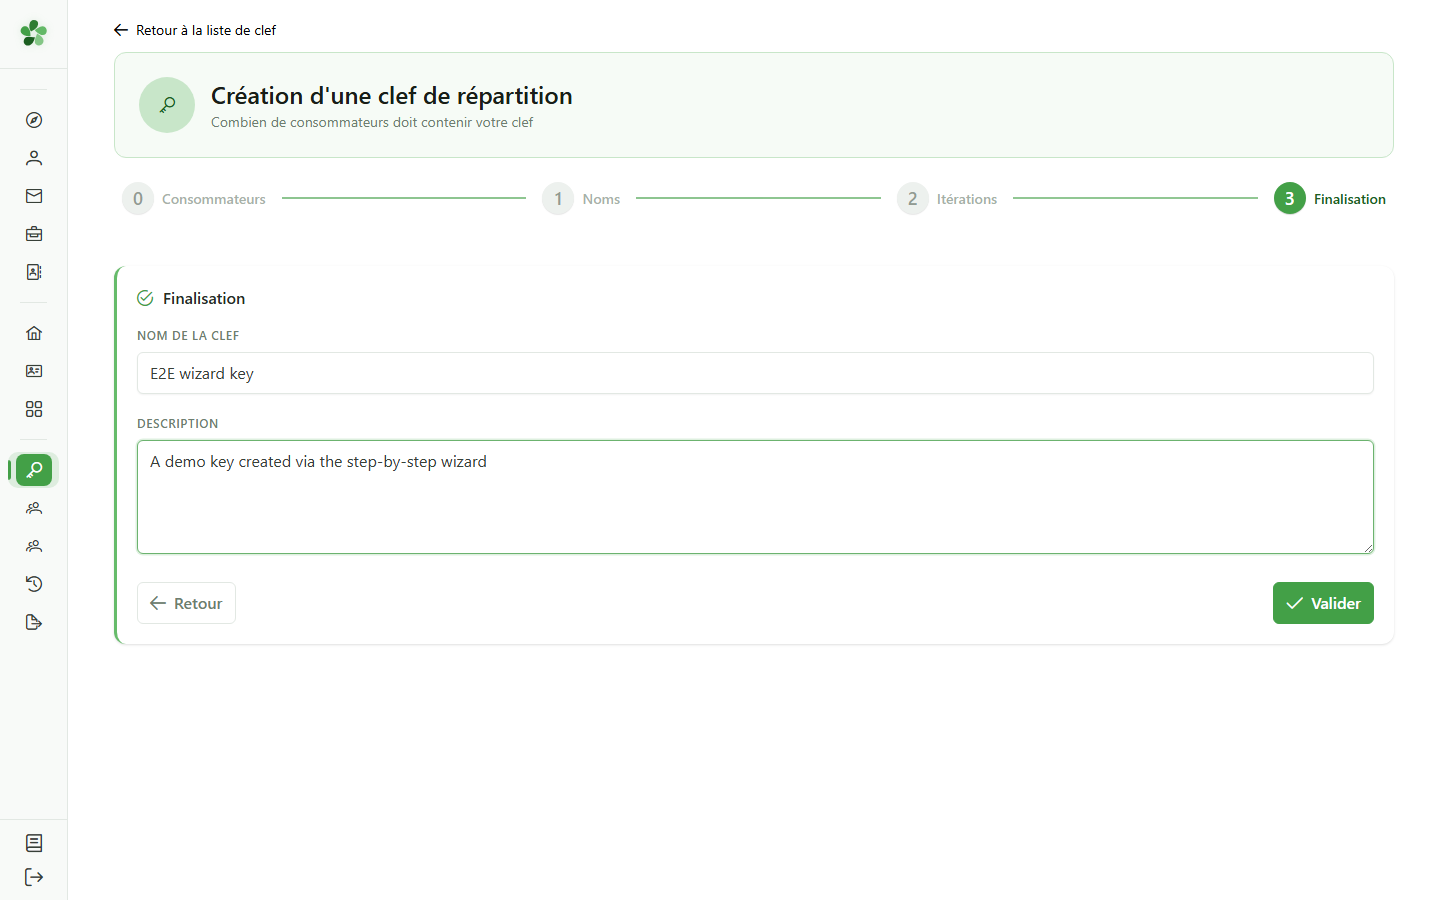 Retour à la liste de clef
Création d'une clef de répartition
Combien de consommateurs doit contenir votre clef
0 Consommateurs 1 Noms 2 Itérations 3 Finalisation
Finalisation
NOM DE LA CLEF
E2E wizard key
DESCRIPTION
A demo key created via the step-by-step wizard
Retour Valider